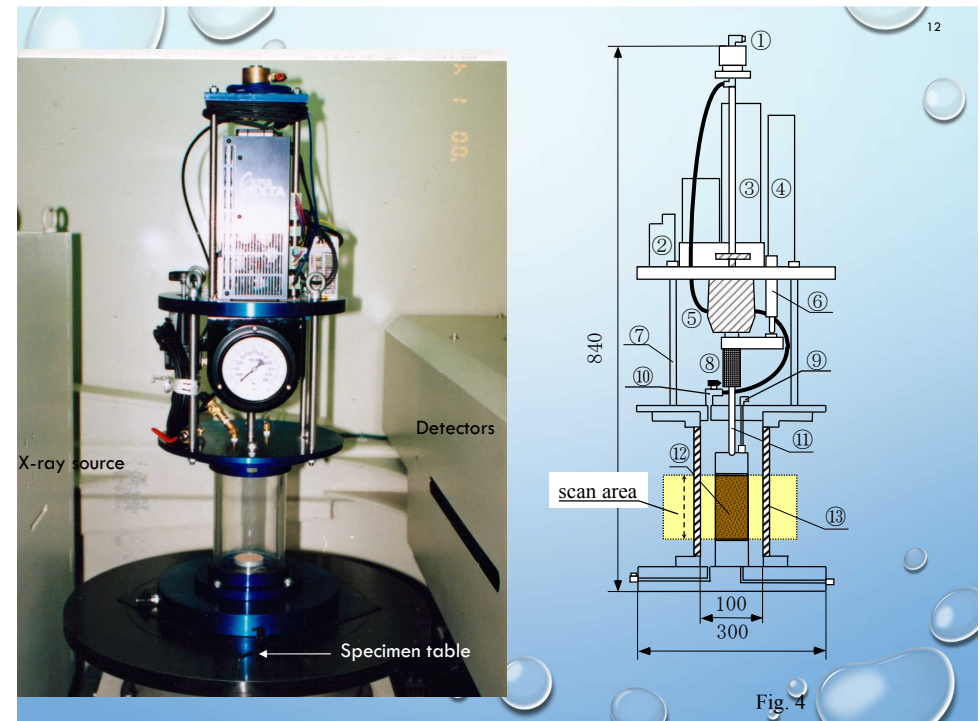 12
VEXTA
X-ray source
Detectors
Specimen table
①
②
③
④
⑤
⑥
⑦
⑧
⑨
⑩
⑪
⑫
⑬
840
scan area
100
300
Fig. 4